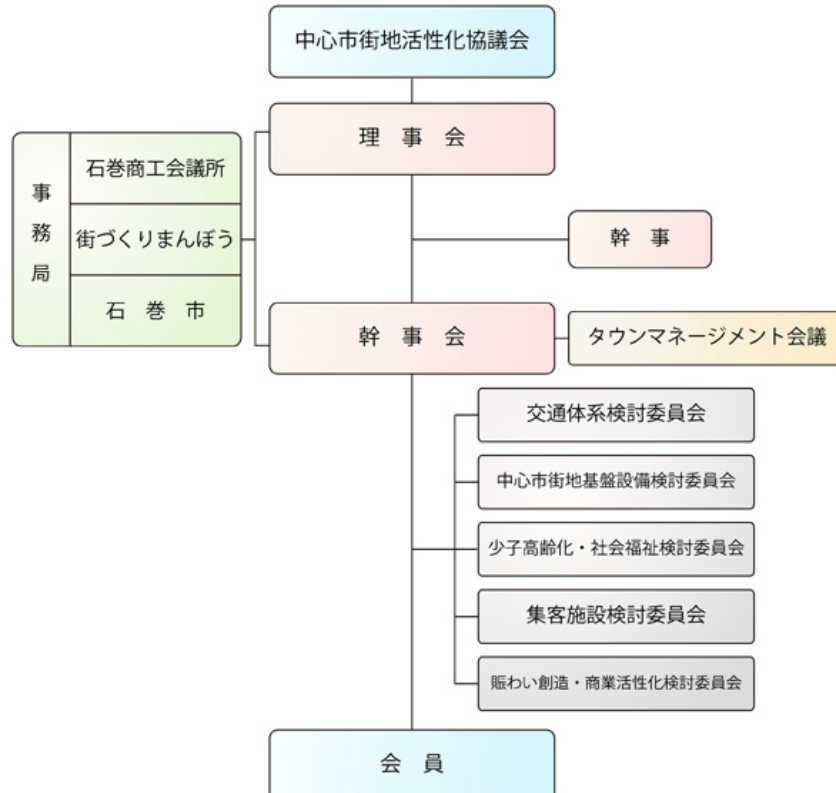 中心市街地活性化協議会
理 事 会
事務局
石巻商工会議所
街づくりまんぼう
石 巻 市
幹 事
幹 事 会
タウンマネージメント会議
交通体系検討委員会
中心市街地基盤設備検討委員会
少子高齢化・社会福祉検討委員会
集客施設検討委員会
賑わい創造・商業活性化検討委員会
会 員